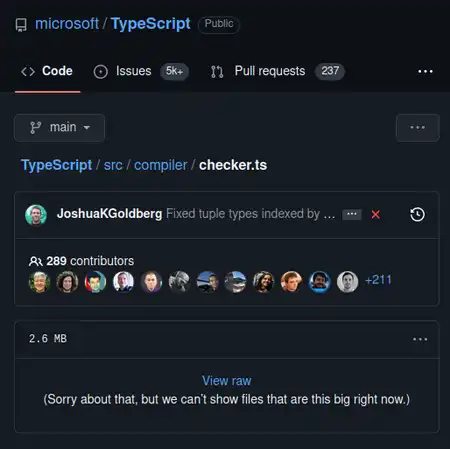 microsoft / TypeScript Public
Code Issues 5k+ Pull requests 237 ...
main ...
TypeScript / src / compiler / checker.ts
JoshuaKGoldberg Fixed tuple types indexed by … ...
289 contributors
+211
2.6 MB ...
View raw
(Sorry about that, but we can't show files that are this big right now.)